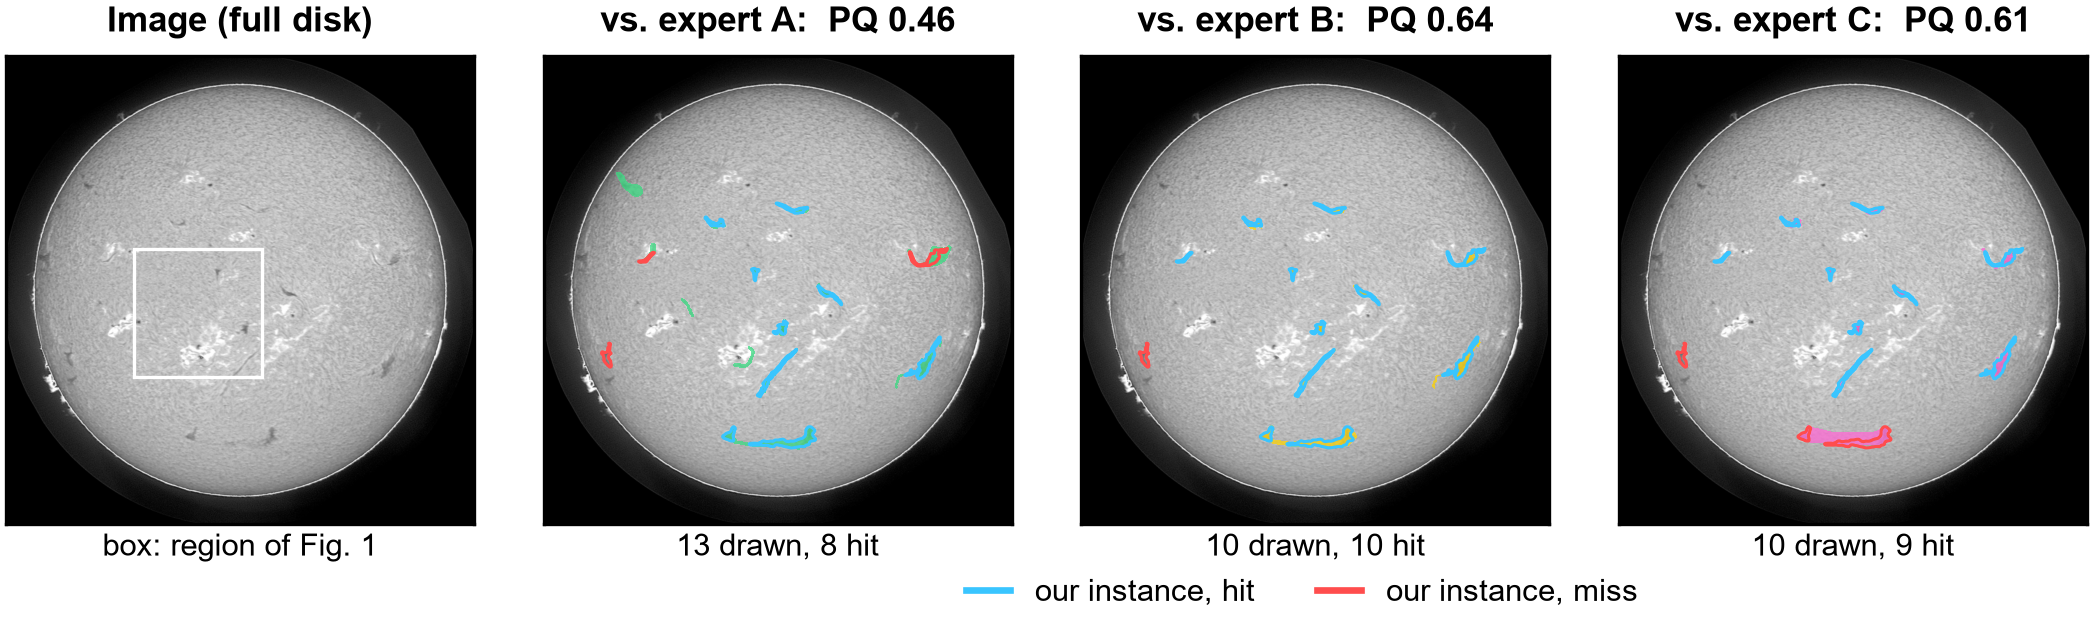 Image (full disk)
vs. expert A: PQ 0.46
vs. expert B: PQ 0.64
vs. expert C: PQ 0.61
box: region of Fig. 1
13 drawn, 8 hit
10 drawn, 10 hit
10 drawn, 9 hit
our instance, hit
our instance, miss